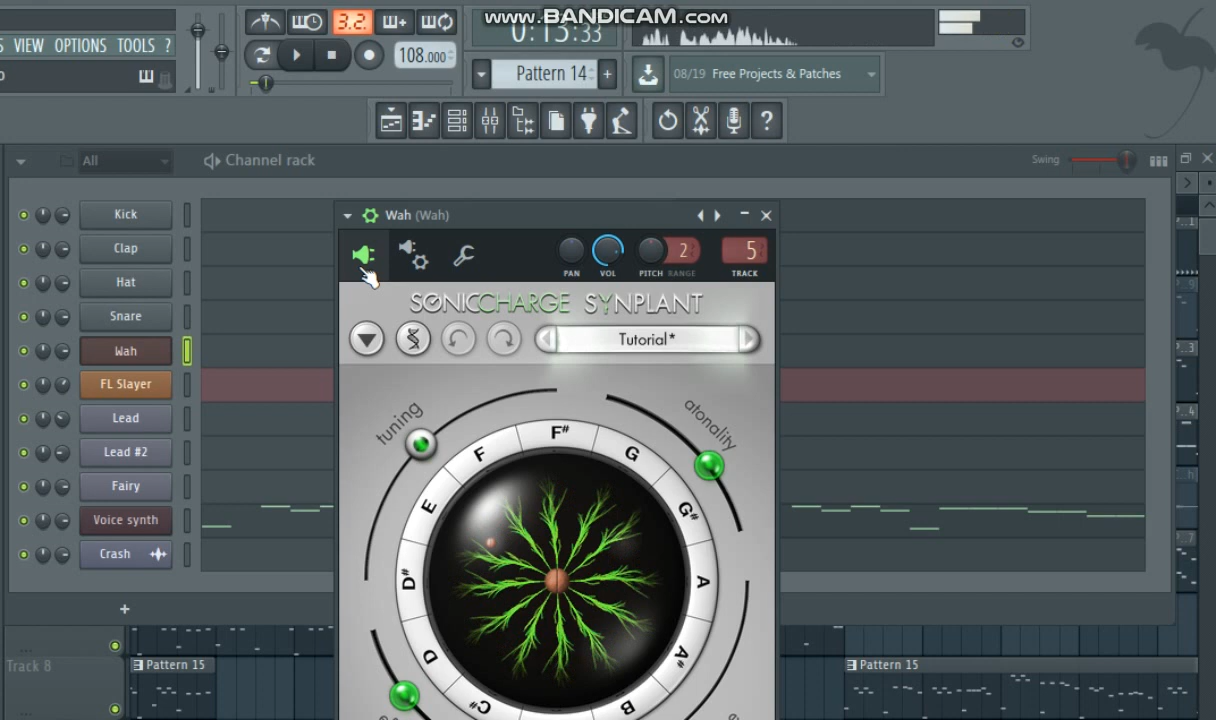 www.BANDICAM.com
VIEW OPTIONS TOOLS ?
3.2.
0:15:33
108.000
Pattern 14
08/19 Free Projects & Patches
All
Channel rack
Swing
Kick
Clap
Hat
Snare
Wah
FL Slayer
Lead
Lead #2
Fairy
Voice synth
Crash
+
Wah (Wah)
2
5
PAN VOL PITCH RANGE TRACK
SONICCHARGE SYNPLANT
Tutorial*
tuning
atonality
F#
F
G
E
G#
D#
A
D
A#
C#
B
Track 8
Pattern 15
Pattern 15